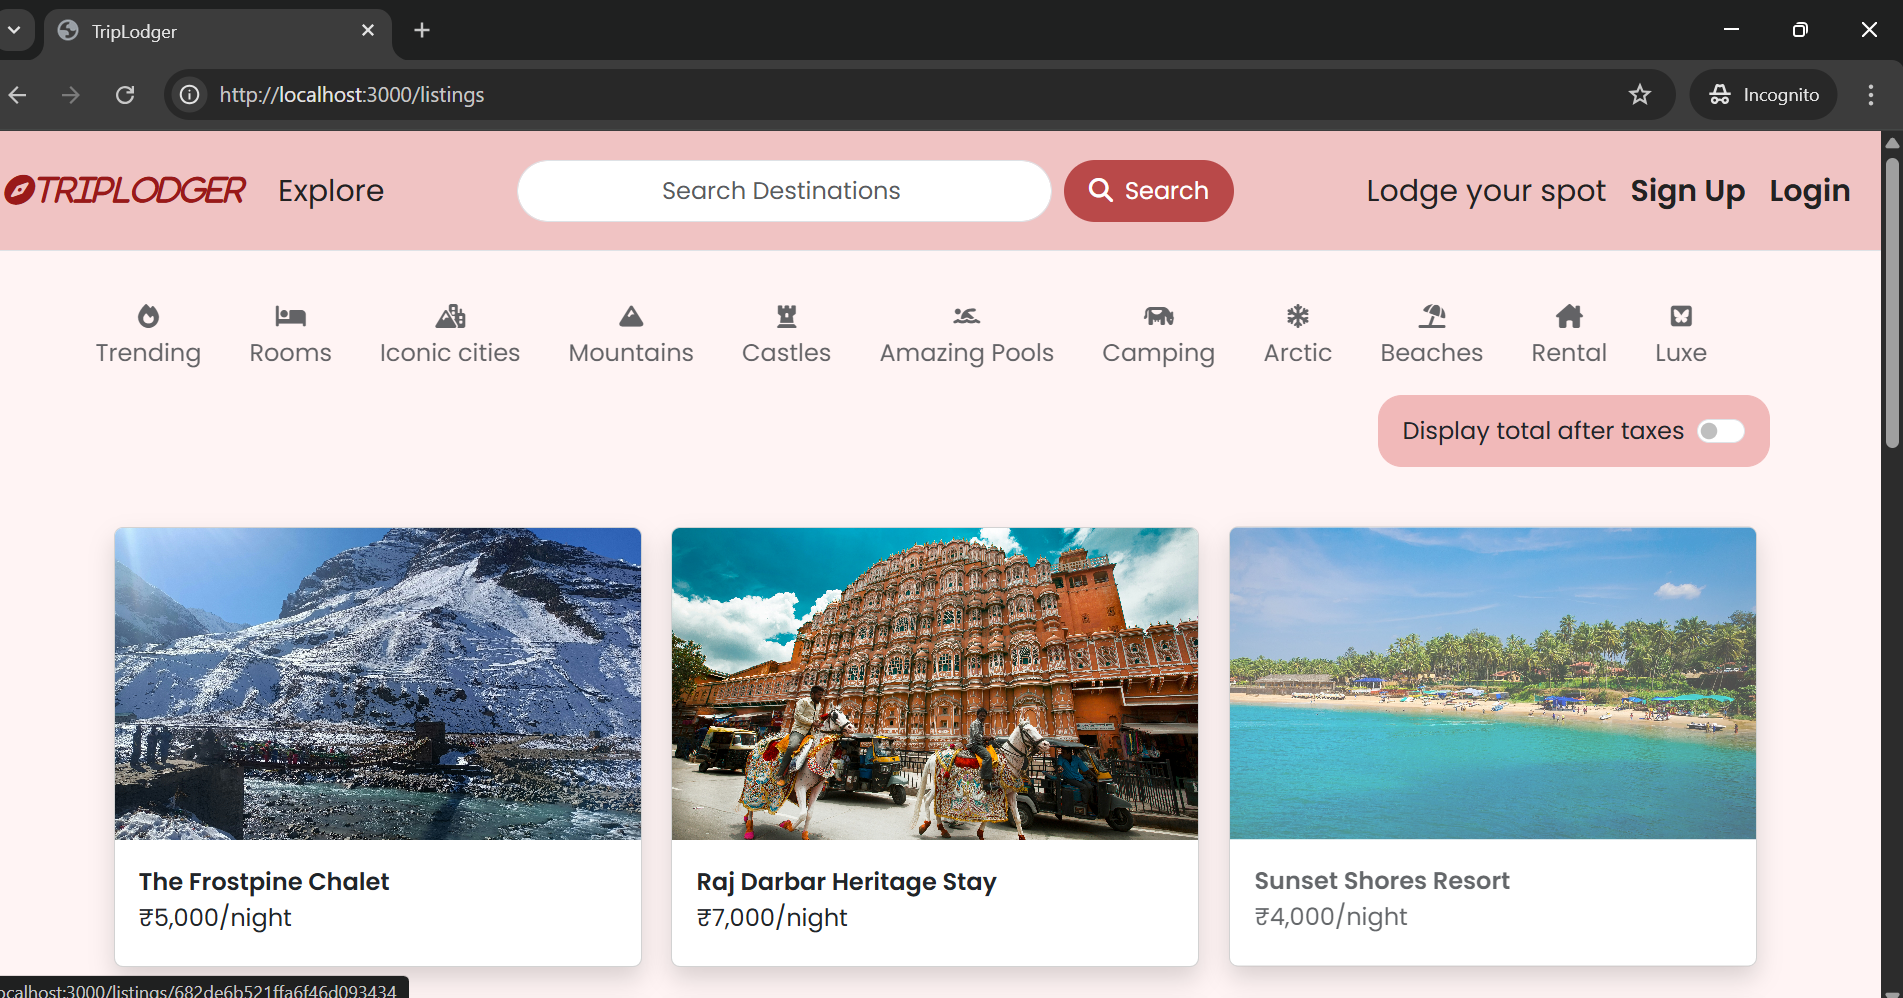 TripLodger
http://localhost:3000/listings
Incognito
TRIPLODGER
Explore
Search Destinations
Search
Lodge your spot
Sign Up
Login
Trending
Rooms
Iconic cities
Mountains
Castles
Amazing Pools
Camping
Arctic
Beaches
Rental
Luxe
Display total after taxes
The Frostpine Chalet
₹5,000/night
Raj Darbar Heritage Stay
₹7,000/night
Sunset Shores Resort
₹4,000/night
ocalhost:3000/listings/682de6b521ffa6f46d093434